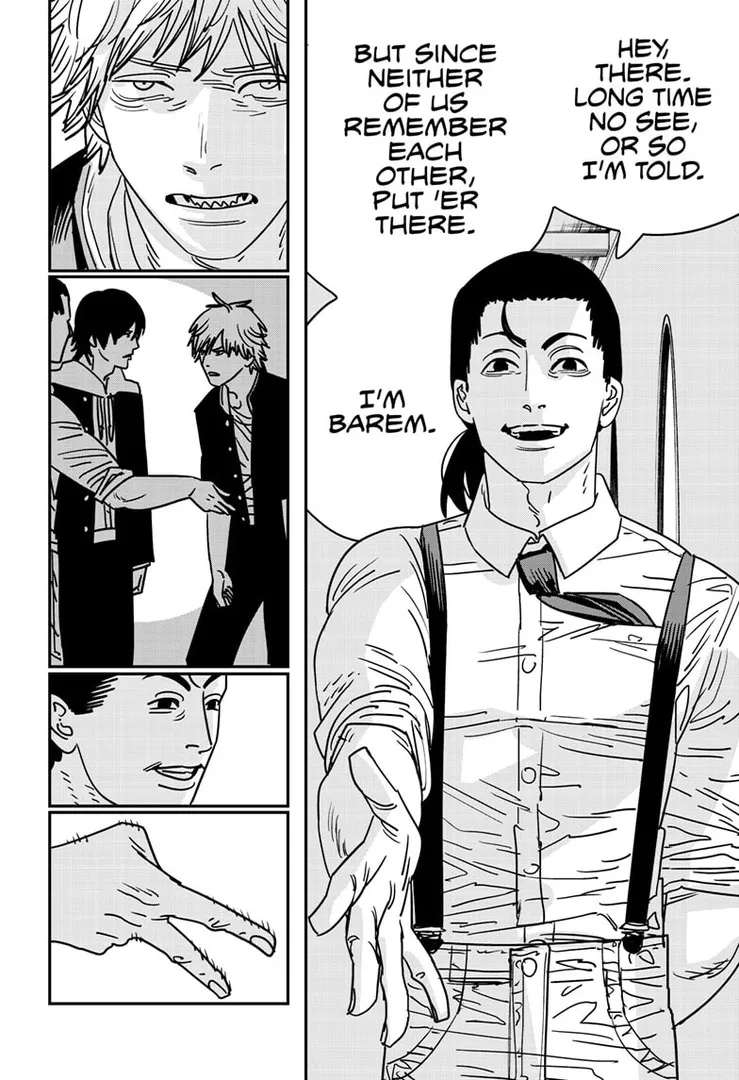 HEY,
THERE.
LONG TIME
NO SEE,
OR SO
I'M TOLD.
BUT SINCE
NEITHER
OF US
REMEMBER
EACH
OTHER,
PUT 'ER
THERE.
I'M
BAREM.